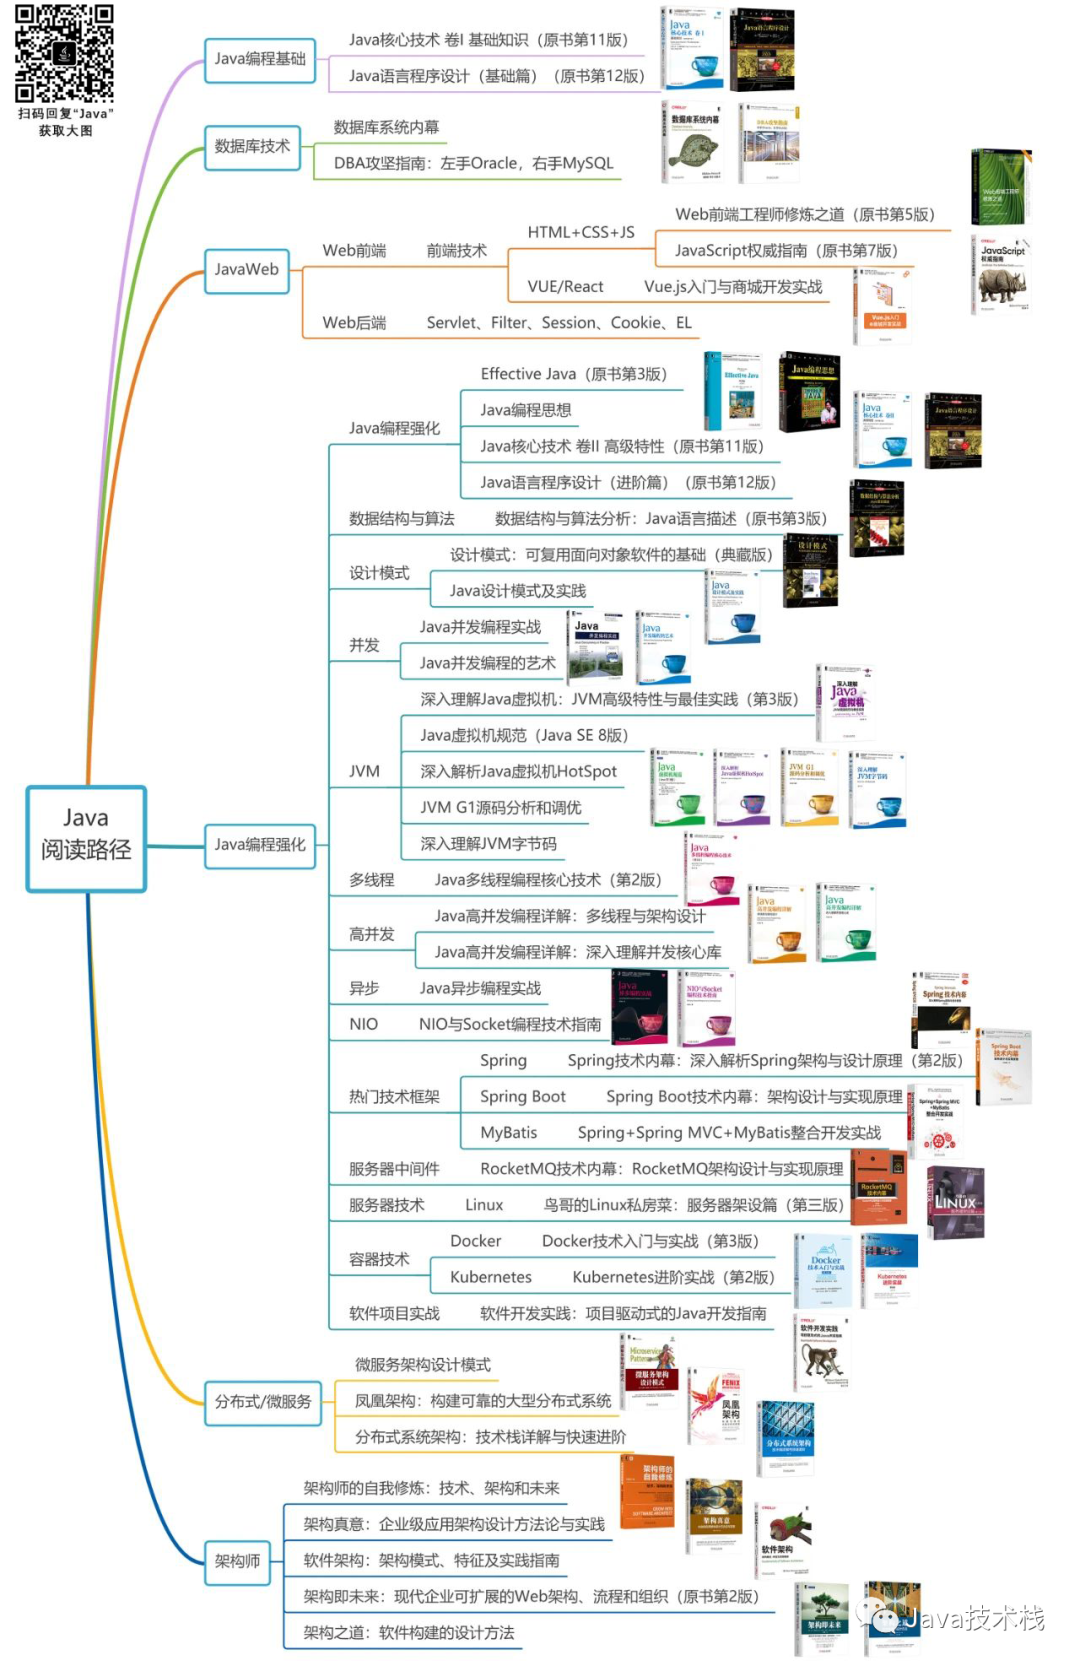 扫码回复“Java”
获取大图
Java
阅读路径
Java编程基础
Java核心技术 卷I 基础知识（原书第11版）
Java语言程序设计（基础篇）（原书第12版）
数据库技术
数据库系统内幕
DBA攻坚指南：左手Oracle，右手MySQL
JavaWeb
Web前端
前端技术
HTML+CSS+JS
Web前端工程师修炼之道（原书第5版）
JavaScript权威指南（原书第7版）
VUE/React
Vue.js入门与商城开发实战
Web后端
Servlet、Filter、Session、Cookie、EL
Java编程强化
Java编程强化
Effective Java（原书第3版）
Java编程思想
Java核心技术 卷II 高级特性（原书第11版）
Java语言程序设计（进阶篇）（原书第12版）
数据结构与算法
数据结构与算法分析：Java语言描述（原书第3版）
设计模式
设计模式：可复用面向对象软件的基础（典藏版）
Java设计模式及实践
并发
Java并发编程实战
Java并发编程的艺术
JVM
深入理解Java虚拟机：JVM高级特性与最佳实践（第3版）
Java虚拟机规范（Java SE 8版）
深入解析Java虚拟机HotSpot
JVM G1源码分析和调优
深入理解JVM字节码
多线程
Java多线程编程核心技术（第2版）
高并发
Java高并发编程详解：多线程与架构设计
Java高并发编程详解：深入理解并发核心库
异步
Java异步编程实战
NIO
NIO与Socket编程技术指南
热门技术框架
Spring
Spring技术内幕：深入解析Spring架构与设计原理（第2版）
Spring Boot
Spring Boot技术内幕：架构设计与实现原理
MyBatis
Spring+Spring MVC+MyBatis整合开发实战
服务器中间件
RocketMQ技术内幕：RocketMQ架构设计与实现原理
服务器技术
Linux
鸟哥的Linux私房菜：服务器架设篇（第三版）
容器技术
Docker
Docker技术入门与实战（第3版）
Kubernetes
Kubernetes进阶实战（第2版）
软件项目实战
软件开发实践：项目驱动式的Java开发指南
分布式/微服务
微服务架构设计模式
凤凰架构：构建可靠的大型分布式系统
分布式系统架构：技术栈详解与快速进阶
架构师
架构师的自我修炼：技术、架构和未来
架构真意：企业级应用架构设计方法论与实践
软件架构：架构模式、特征及实践指南
架构即未来：现代企业可扩展的Web架构、流程和组织（原书第2版）
架构之道：软件构建的设计方法
Java技术栈